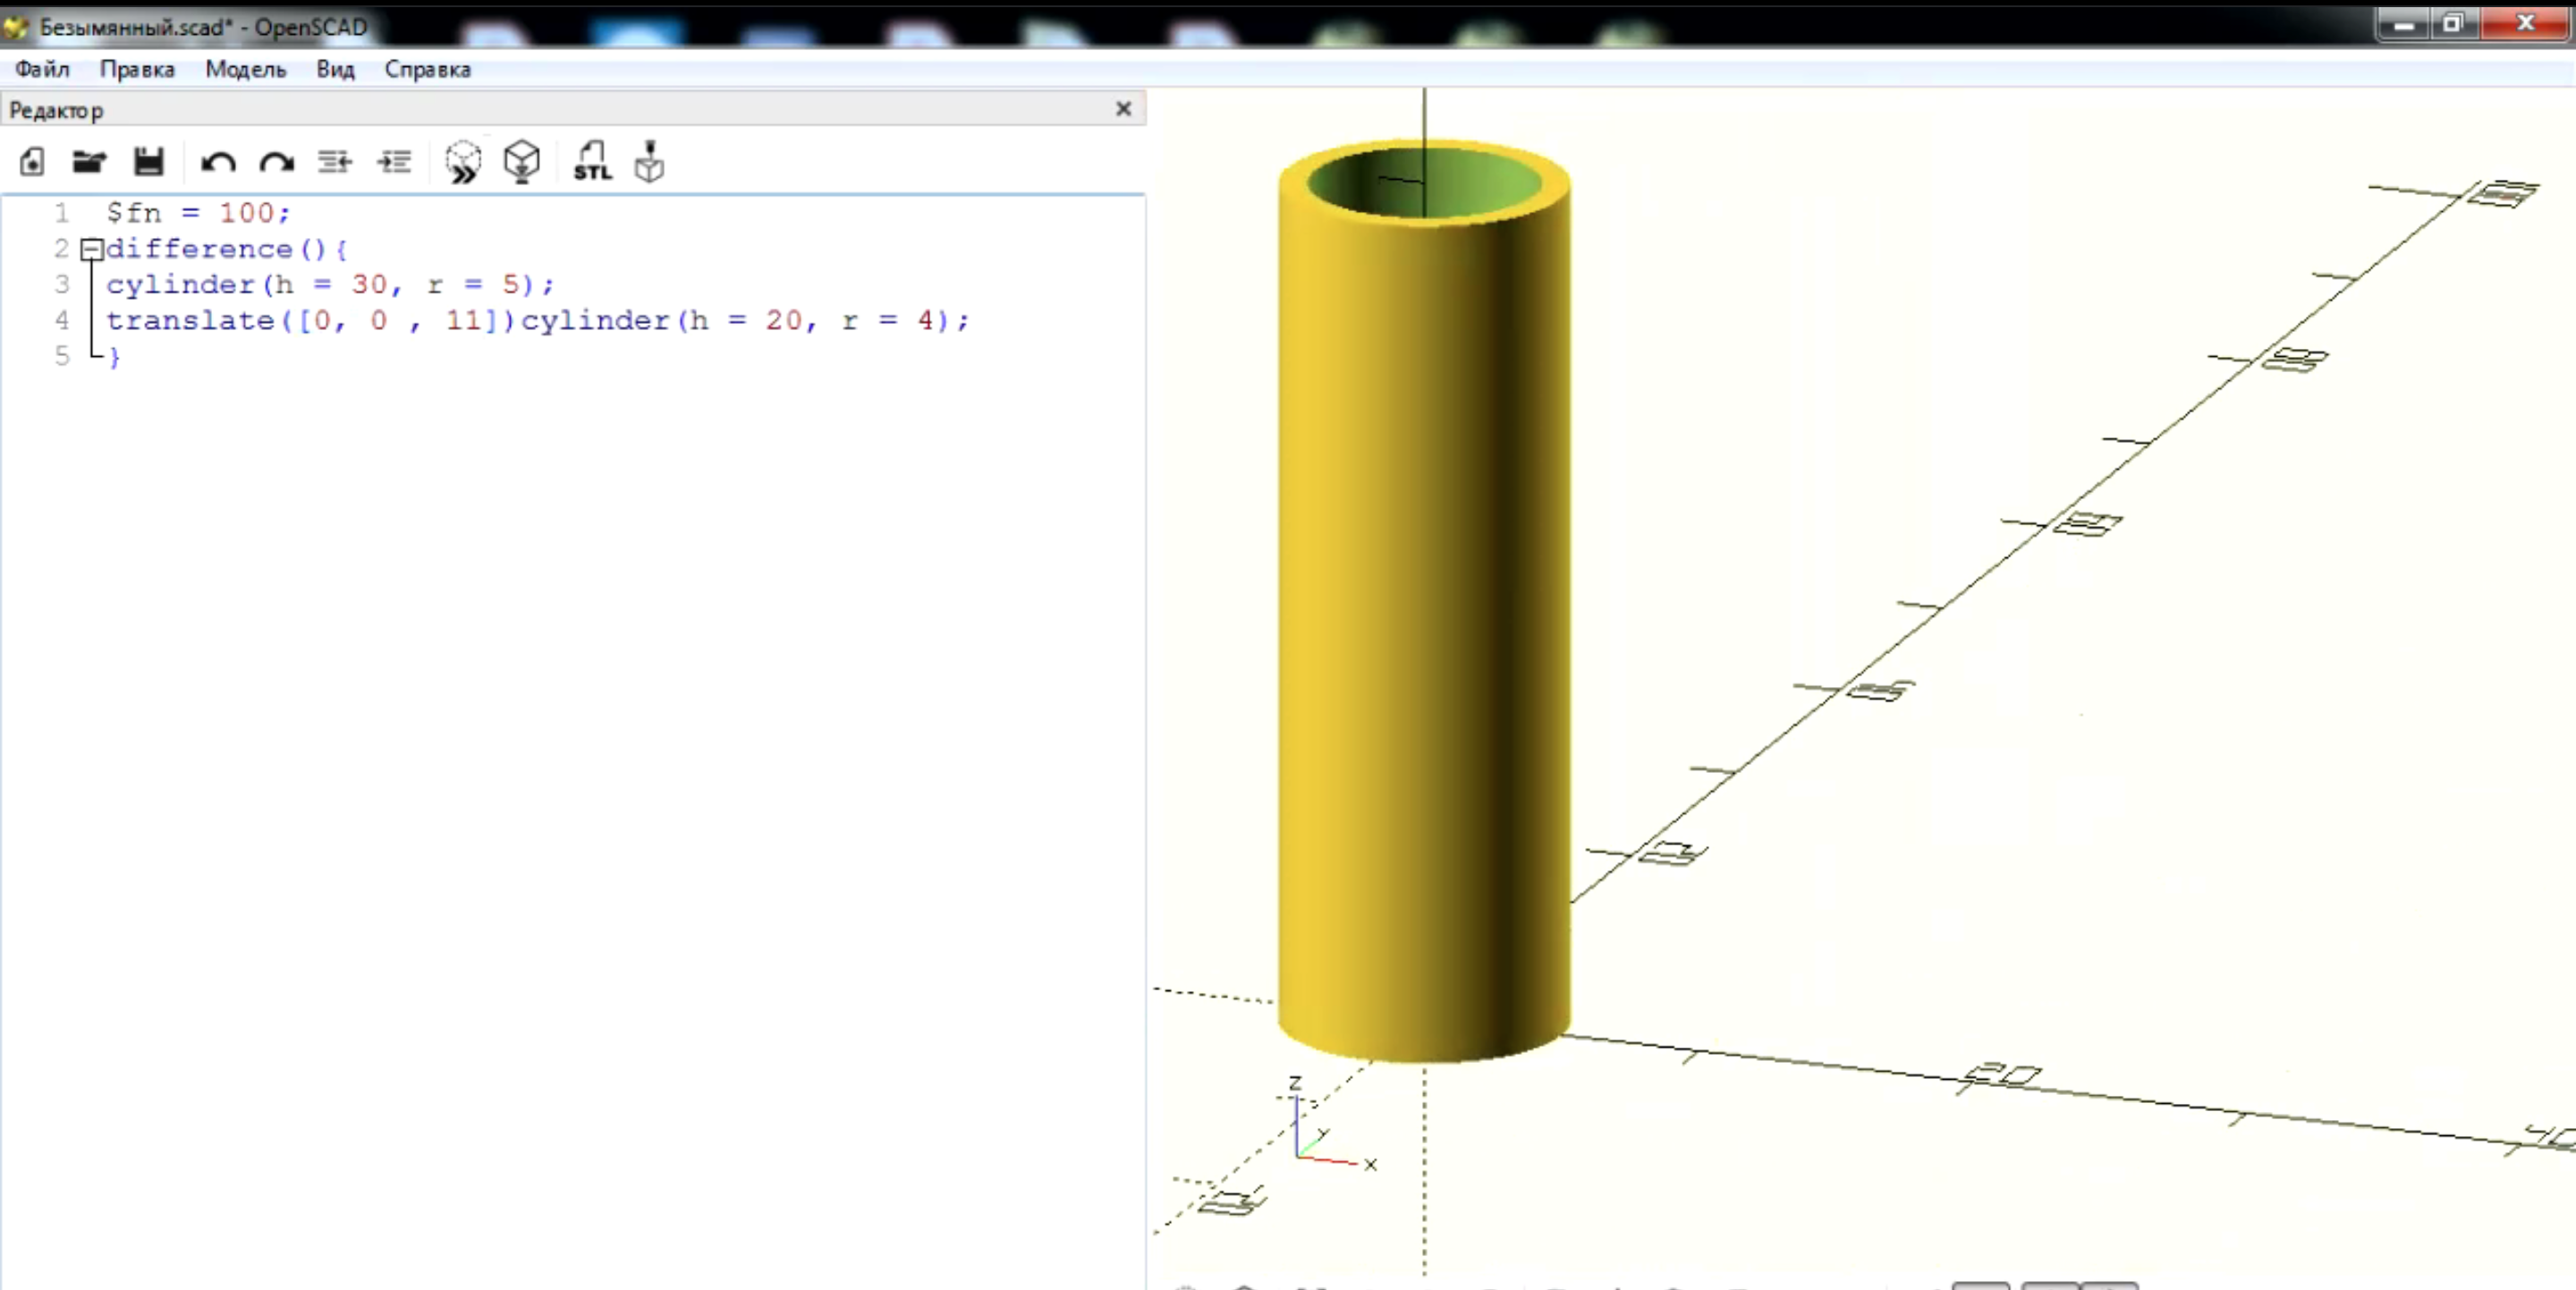 Безымянный.scad* - OpenSCAD
Файл Правка Модель Вид Справка
Редактор
STL
1 $fn = 100;
2 difference(){
3 cylinder(h = 30, r = 5);
4 translate([0, 0 , 11])cylinder(h = 20, r = 4);
5 }
20
40
z
y
x